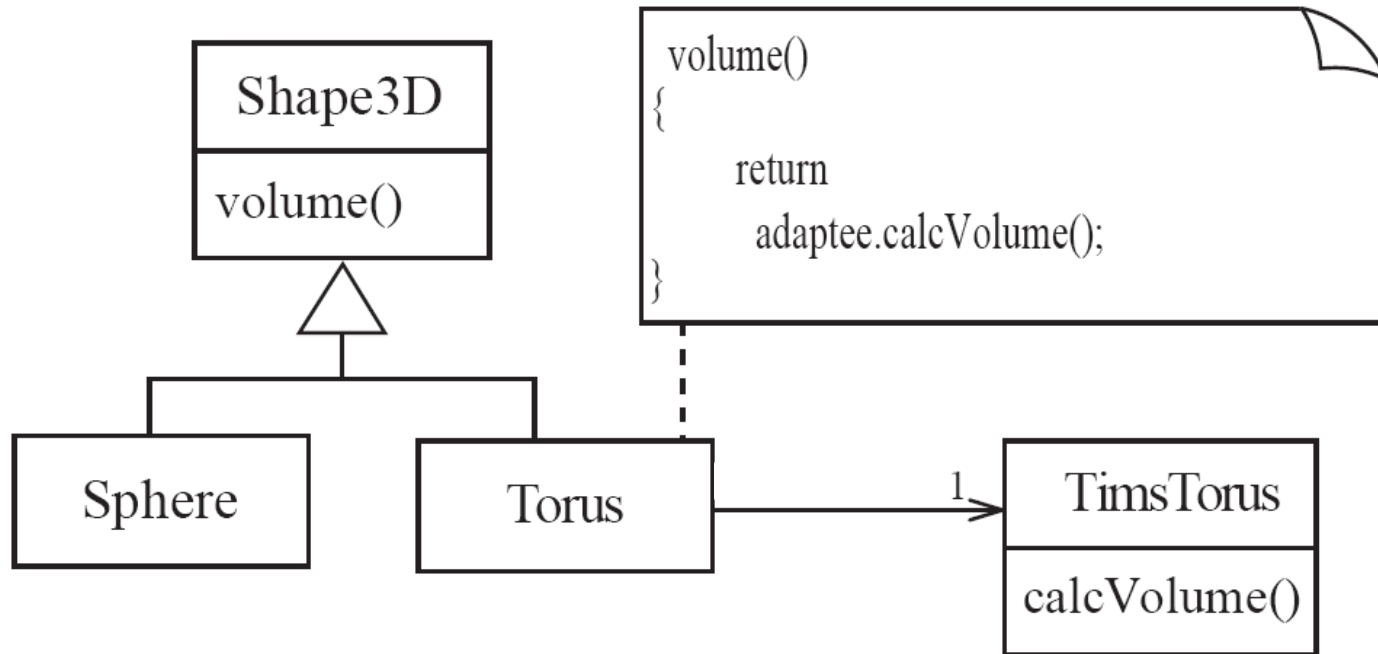 Shape3D
volume()
volume()
{
return
adaptee.calcVolume();
}
Sphere
Torus
1
TimsTorus
calcVolume()